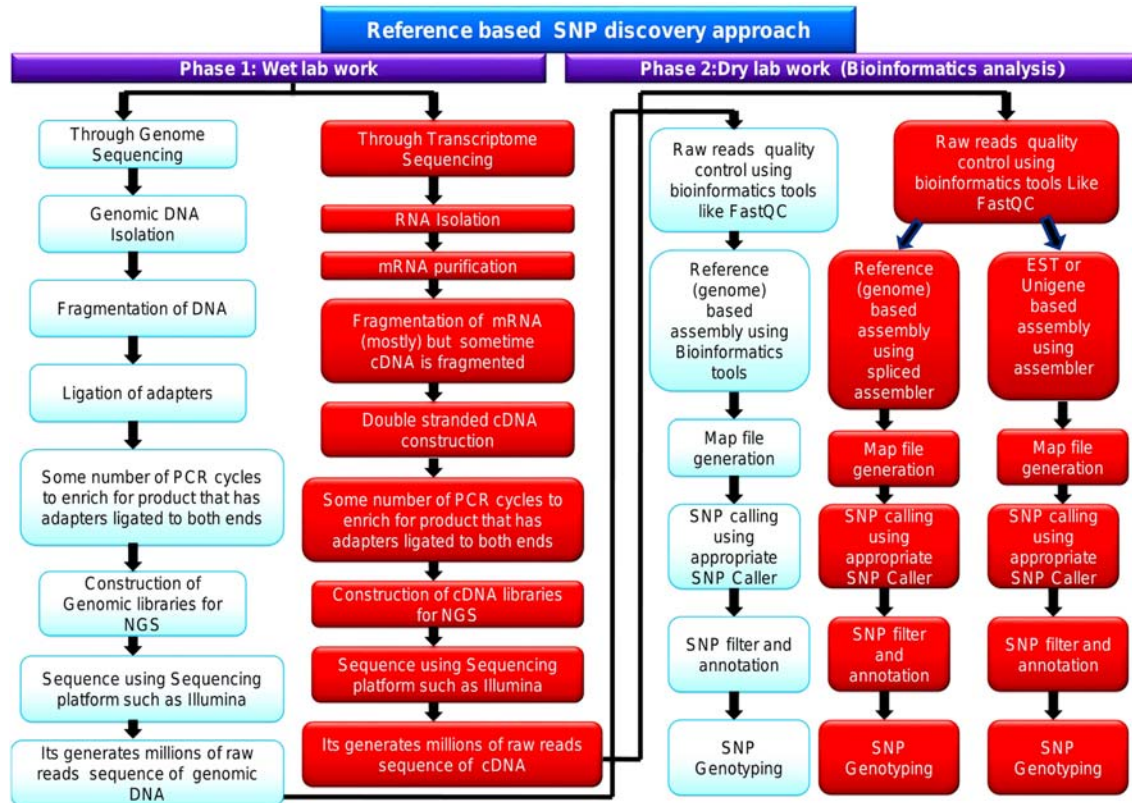 Reference based SNP discovery approach
Phase 1: Wet lab work
Through Genome
Sequencing
Genomic DNA
Isolation
Fragmentation of DNA
Ligation of adapters
Some number of PCR cycles
to enrich for product that has
adapters ligated to both ends
Construction of
Genomic libraries for
NGS
Sequence using Sequencing
platform such as Illumina
Its generates millions of raw
reads sequence of genomic
DNA
Through Transcriptome
Sequencing
RNA Isolation
mRNA purification
Fragmentation of mRNA
(mostly) but sometime
cDNA is fragmented
Double stranded cDNA
construction
Some number of PCR cycles to
enrich for product that has
adapters ligated to both ends
Construction of cDNA libraries
for NGS
Sequence using Sequencing
platform such as Illumina
Its generates millions of raw reads
sequence of cDNA
Phase 2:Dry lab work (Bioinformatics analysis)
Raw reads quality
control using
bioinformatics tools
like FastQC
Reference
(genome)
based
assembly using
Bioinformatics
tools
Map file
generation
SNP calling
using
appropriate
SNP Caller
SNP filter and
annotation
SNP
Genotyping
Raw reads quality
control using
bioinformatics tools Like
FastQC
Reference
(genome)
based
assembly
using
spliced
assembler
Map file
generation
SNP calling
using
appropriate
SNP Caller
SNP filter
and
annotation
SNP
Genotyping
EST or
Unigene
based
assembly
using
assembler
Map file
generation
SNP calling
using
appropriate
SNP Caller
SNP filter and
annotation
SNP
Genotyping